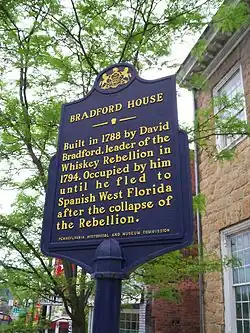 BRADFORD HOUSE
Built in 1788 by David
Bradford, leader of the
Whiskey Rebellion in
1794. Occupied by him
until he fled to
Spanish West Florida
after the collapse of
the Rebellion.
PENNSYLVANIA HISTORICAL AND MUSEUM COMMISSION